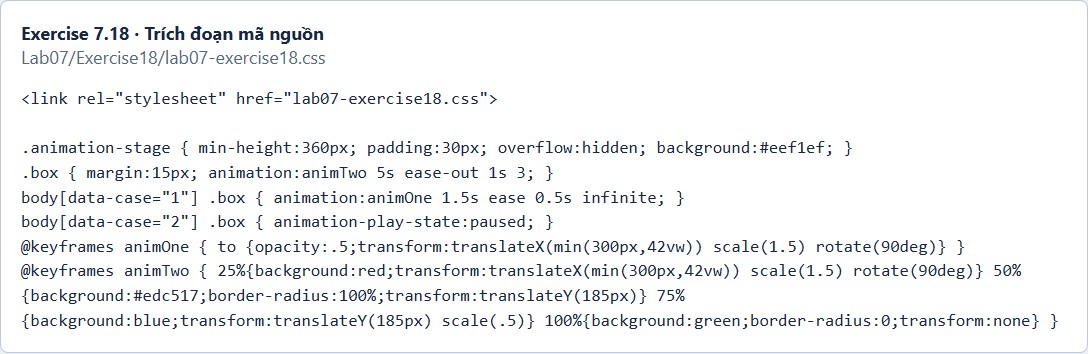 Exercise 7.18 · Trích đoạn mã nguồn
Lab07/Exercise18/lab07-exercise18.css
<link rel="stylesheet" href="lab07-exercise18.css">
.animation-stage { min-height:360px; padding:30px; overflow:hidden; background:#eef1ef; }
.box { margin:15px; animation:animTwo 5s ease-out 1s 3; }
body[data-case="1"] .box { animation:animOne 1.5s ease 0.5s infinite; }
body[data-case="2"] .box { animation-play-state:paused; }
@keyframes animOne { to {opacity:.5;transform:translateX(min(300px,42vw)) scale(1.5) rotate(90deg)} }
@keyframes animTwo { 25%{background:red;transform:translateX(min(300px,42vw)) scale(1.5) rotate(90deg)} 50%
{background:#edc517;border-radius:100%;transform:translateY(185px)} 75%
{background:blue;transform:translateY(185px) scale(.5)} 100%{background:green;border-radius:0;transform:none} }